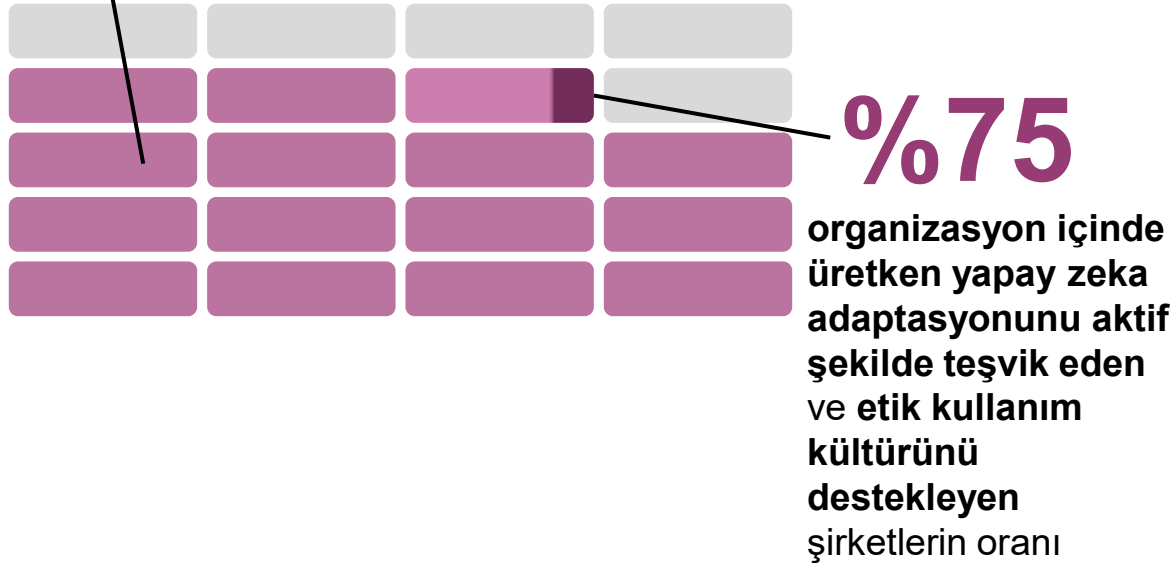 %75
organizasyon içinde
üretken yapay zeka
adaptasyonunu aktif
şekilde teşvik eden
ve etik kullanım
kültürünü
destekleyen
şirketlerin oranı